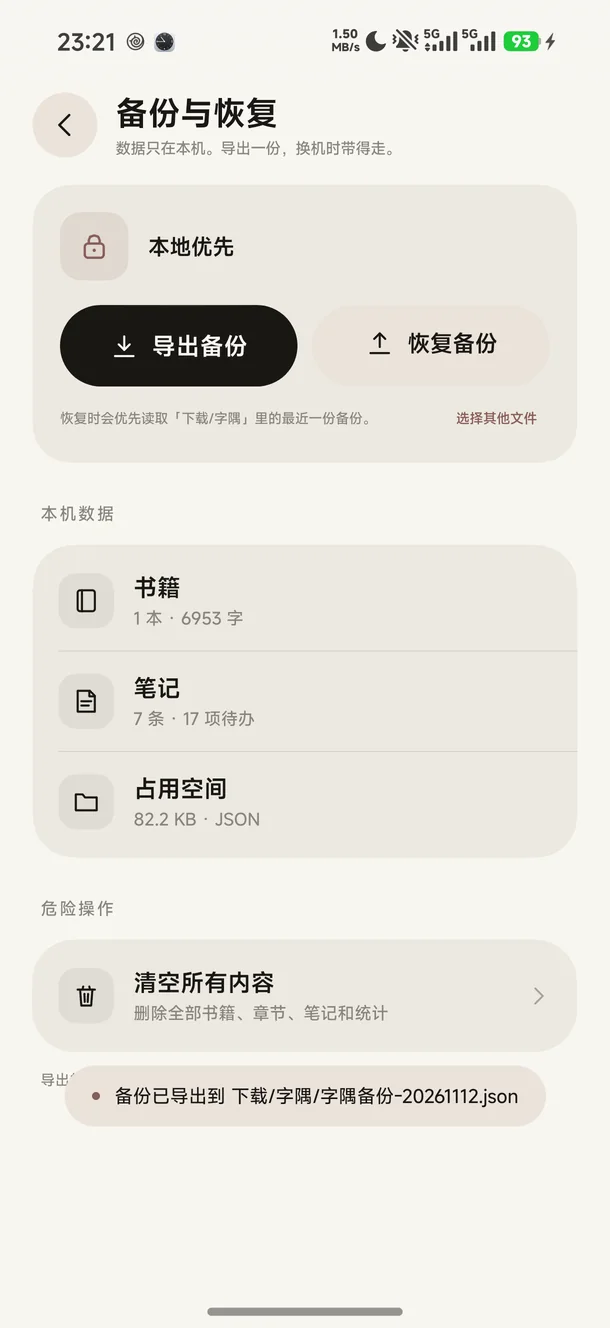 23:21
1.50 MB/s 5G 5G 93
备份与恢复
数据只在本机。导出一份，换机时带得走。
本地优先
导出备份
恢复备份
恢复时会优先读取「下载/字隅」里的最近一份备份。
选择其他文件
本机数据
书籍
1 本 · 6953 字
笔记
7 条 · 17 项待办
占用空间
82.2 KB · JSON
危险操作
清空所有内容
删除全部书籍、章节、笔记和统计
导出
备份已导出到 下载/字隅/字隅备份-20261112.json